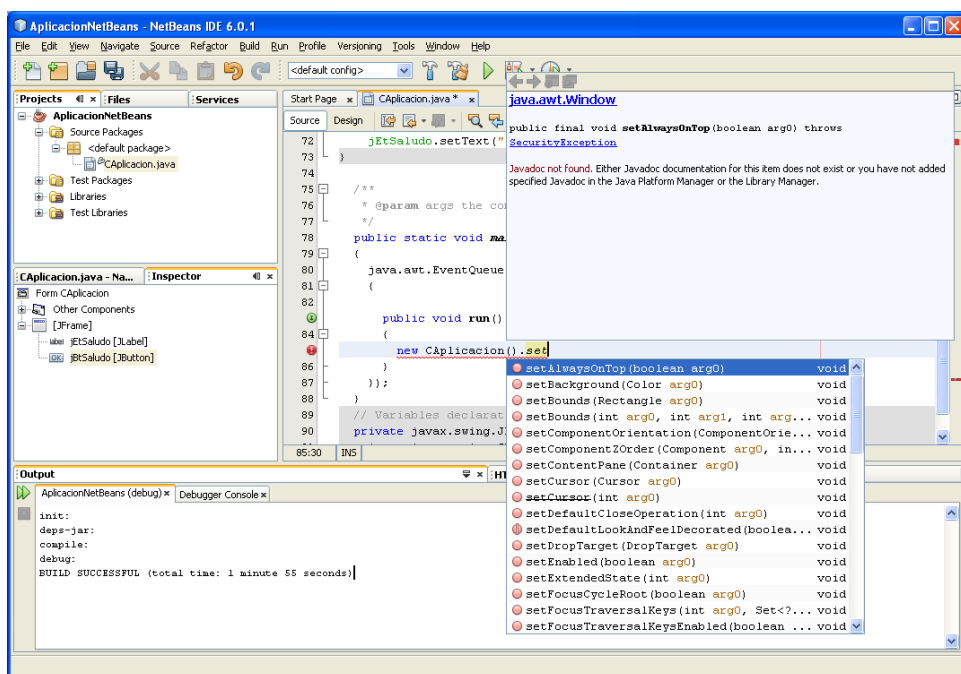 AplicacionNetBeans - NetBeans IDE 6.0.1
File Edit View Navigate Source Refactor Build Run Profile Versioning Tools Window Help
<default config>
Projects Files Services
AplicacionNetBeans
Source Packages
<default package>
CAplicacion.java
Test Packages
Libraries
Test Libraries
CAplicacion.java - Na... Inspector
Form CAplicacion
Other Components
[JFrame]
label jEtSaludo [JLabel]
OK jBtSaludo [JButton]
Start Page CAplicacion.java *
Source Design
72 jEtSaludo.setText("
73 }
74
75 /**
76 * @param args the co
77 */
78 public static void ma
79 {
80 java.awt.EventQueue
81 {
82
public void run()
84 {
new CAplicacion().set
86 }
87 });
88 }
89 // Variables declarat
90 private javax.swing.J
85:30 INS
java.awt.Window
public final void setAlwaysOnTop(boolean arg0) throws
SecurityException
Javadoc not found. Either Javadoc documentation for this item does not exist or you have not added
specified Javadoc in the Java Platform Manager or the Library Manager.
setAlwaysOnTop(boolean arg0) void
setBackground(Color arg0) void
setBounds(Rectangle arg0) void
setBounds(int arg0, int arg1, int arg... void
setComponentOrientation(ComponentOrie... void
setComponentZOrder(Component arg0, in... void
setContentPane(Container arg0) void
setCursor(Cursor arg0) void
setCursor(int arg0) void
setDefaultCloseOperation(int arg0) void
setDefaultLookAndFeelDecorated(boolea... void
setDropTarget(DropTarget arg0) void
setEnabled(boolean arg0) void
setExtendedState(int arg0) void
setFocusCycleRoot(boolean arg0) void
setFocusTraversalKeys(int arg0, Set<?... void
setFocusTraversalKeysEnabled(boolean ... void
Output
AplicacionNetBeans (debug) Debugger Console
init:
deps-jar:
compile:
debug:
BUILD SUCCESSFUL (total time: 1 minute 55 seconds)